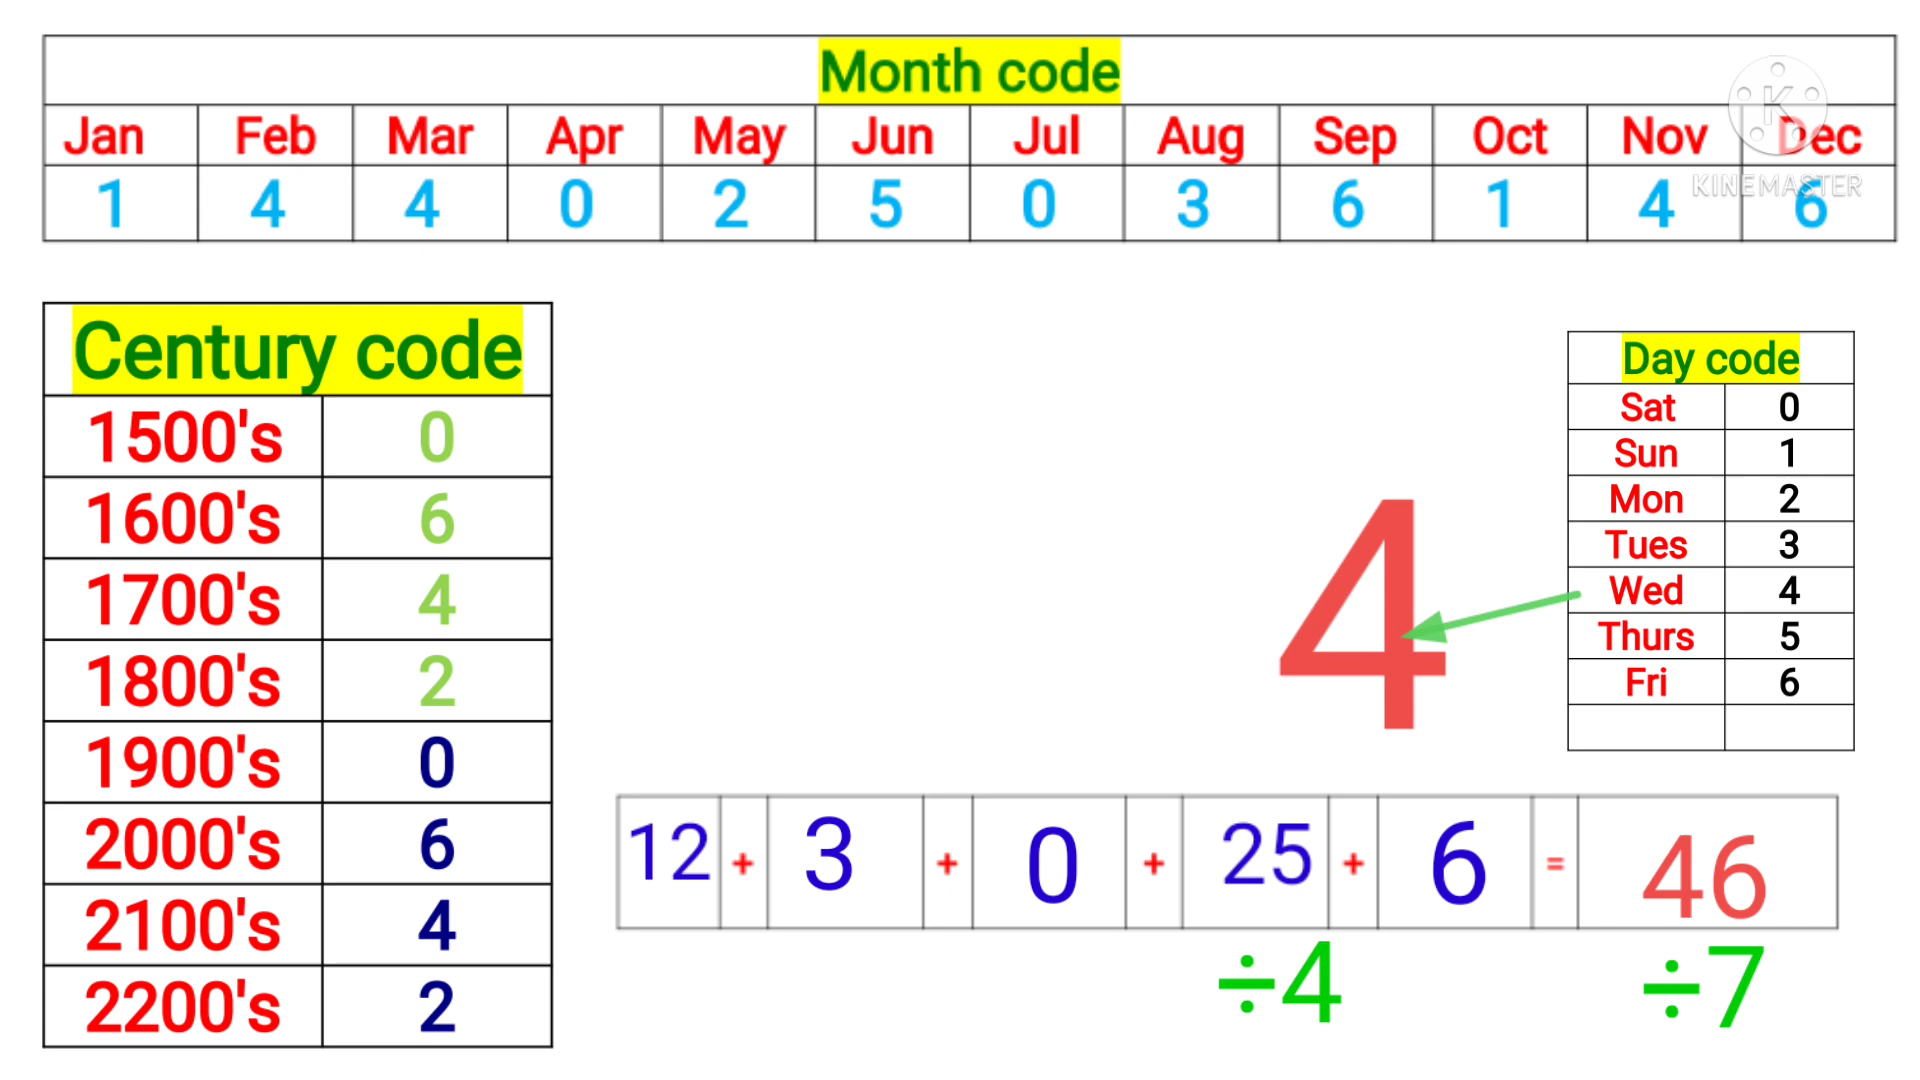 Month code
Jan Feb Mar Apr May Jun Jul Aug Sep Oct Nov Dec
1 4 4 0 2 5 0 3 6 1 4 6
K
KINEMASTER
Century code
1500's 0
1600's 6
1700's 4
1800's 2
1900's 0
2000's 6
2100's 4
2200's 2
Day code
Sat 0
Sun 1
Mon 2
Tues 3
Wed 4
Thurs 5
Fri 6
4
12 + 3 + 0 + 25 + 6 = 46
÷4 ÷7